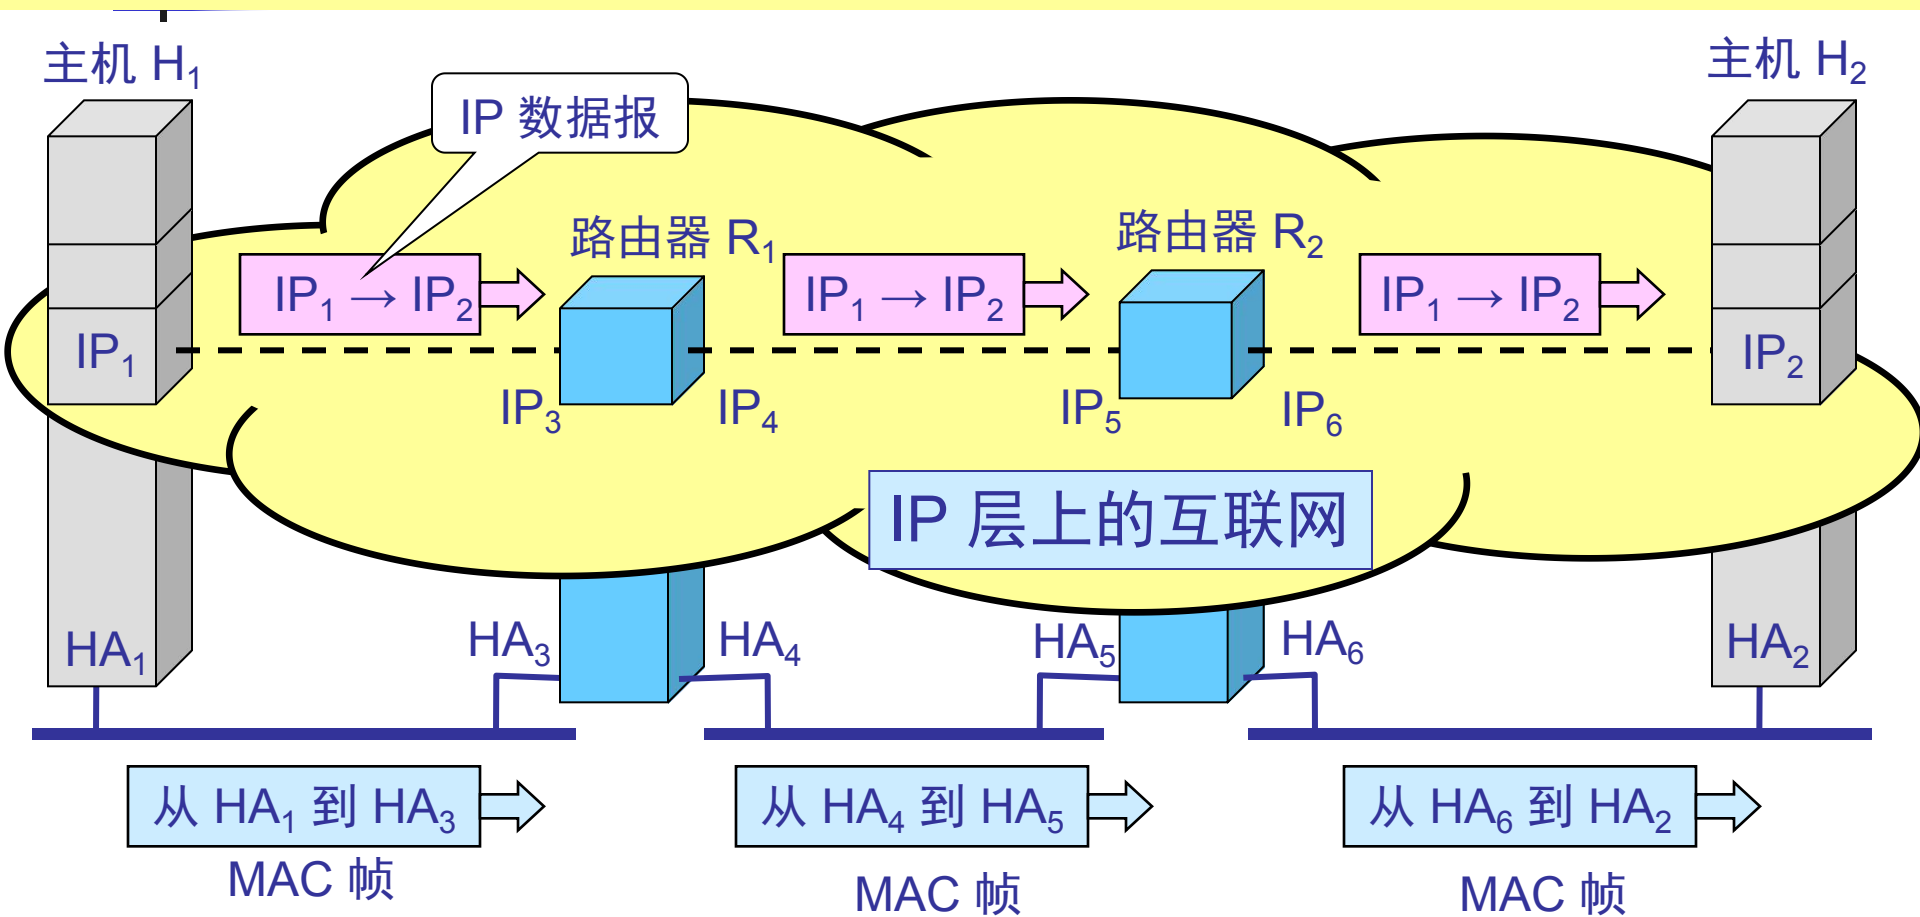 主机 H₁
主机 H₂
IP 数据报
路由器 R₁
路由器 R₂
IP₁ → IP₂
IP₁ → IP₂
IP₁ → IP₂
IP₁
IP₂
IP₃
IP₄
IP₅
IP₆
IP 层上的互联网
HA₁
HA₃
HA₄
HA₅
HA₆
HA₂
从 HA₁ 到 HA₃
从 HA₄ 到 HA₅
从 HA₆ 到 HA₂
MAC 帧
MAC 帧
MAC 帧